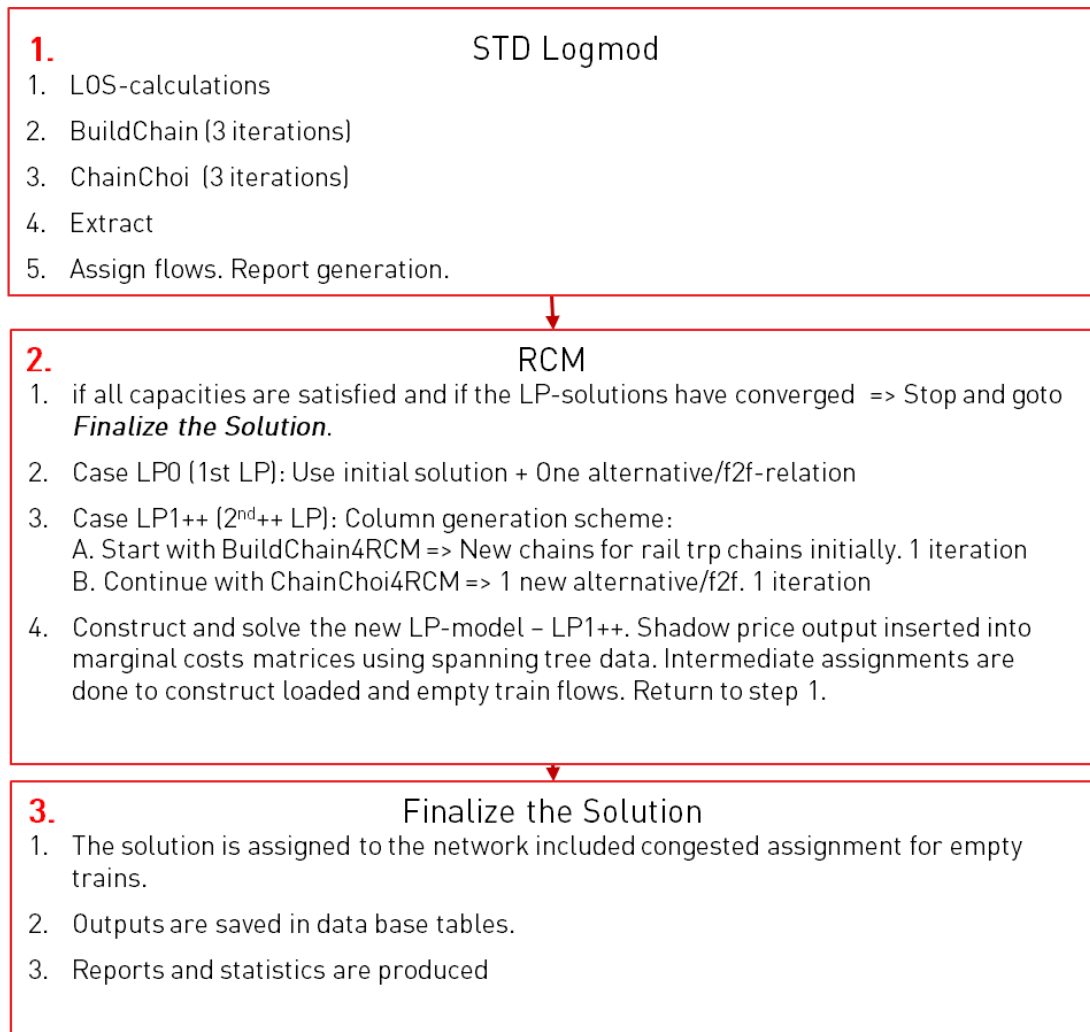 1.
STD Logmod
1. LOS-calculations
2. BuildChain (3 iterations)
3. ChainChoi (3 iterations)
4. Extract
5. Assign flows. Report generation.
2.
RCM
1. if all capacities are satisfied and if the LP-solutions have converged => Stop and goto
Finalize the Solution.
2. Case LP0 (1st LP): Use initial solution + One alternative/f2f-relation
3. Case LP1++ (2nd++ LP): Column generation scheme:
A. Start with BuildChain4RCM => New chains for rail trp chains initially. 1 iteration
B. Continue with ChainChoi4RCM => 1 new alternative/f2f. 1 iteration
4. Construct and solve the new LP-model – LP1++. Shadow price output inserted into
marginal costs matrices using spanning tree data. Intermediate assignments are
done to construct loaded and empty train flows. Return to step 1.
3.
Finalize the Solution
1. The solution is assigned to the network included congested assignment for empty
trains.
2. Outputs are saved in data base tables.
3. Reports and statistics are produced